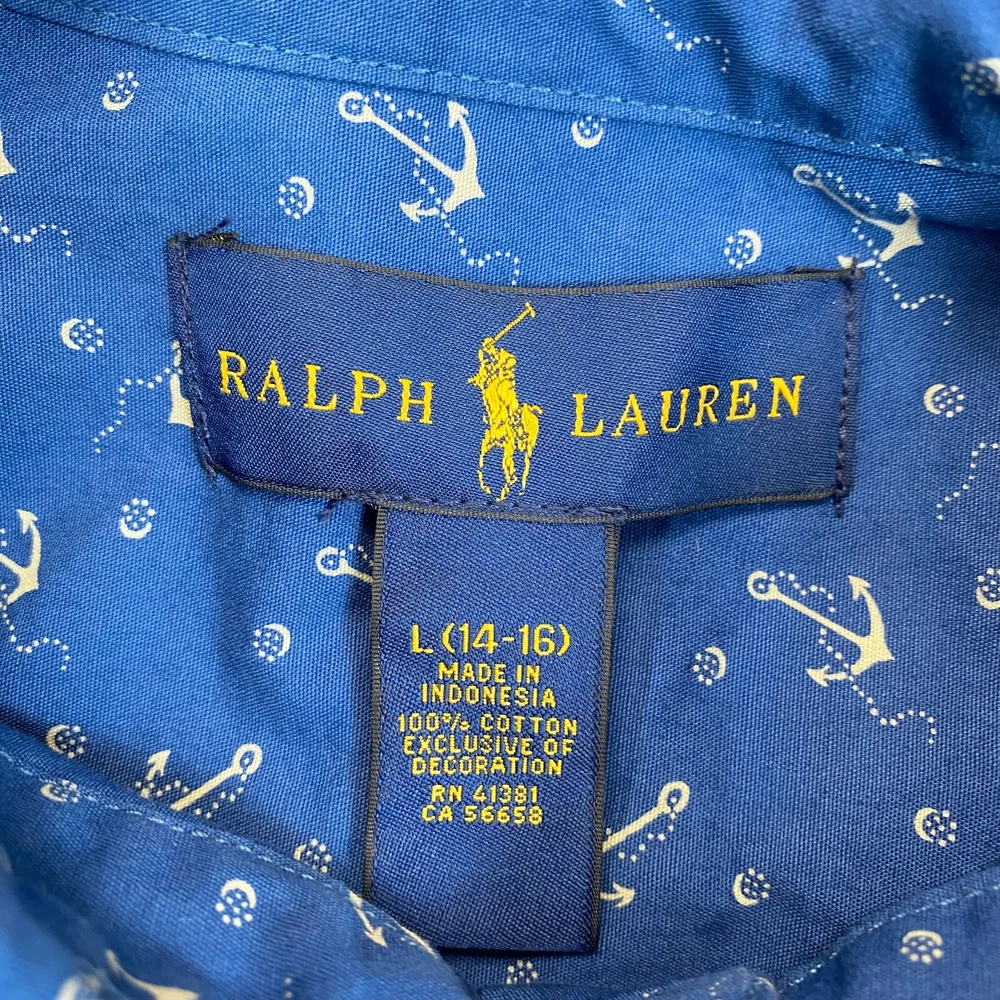 RALPH LAUREN
L (14-16)
MADE IN
INDONESIA
100% COTTON
EXCLUSIVE OF
DECORATION
RN 41381
CA 56658